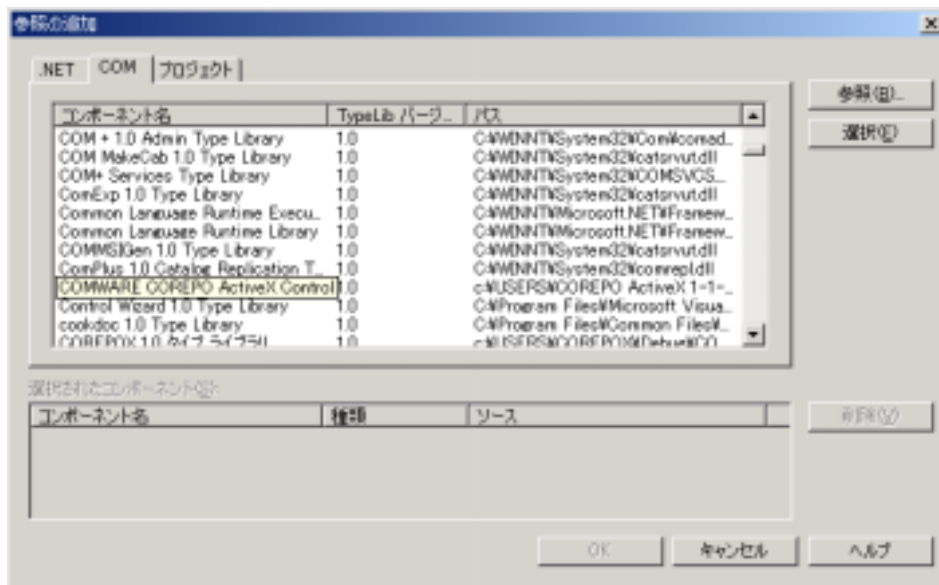 参照の追加
.NET COM プロジェクト
参照(B)...
選択(E)
コンポーネント名 TypeLib バージ... パス
COM + 1.0 Admin Type Library 1.0 C:¥WINNT¥System32¥Com¥comad...
COM MakeCab 1.0 Type Library 1.0 C:¥WINNT¥System32¥catsrvut.dll
COM+ Services Type Library 1.0 C:¥WINNT¥System32¥COMSVCS...
ComExp 1.0 Type Library 1.0 C:¥WINNT¥System32¥catsrvut.dll
Common Language Runtime Execu... 1.0 C:¥WINNT¥Microsoft.NET¥Framew...
Common Language Runtime Library 1.0 C:¥WINNT¥Microsoft.NET¥Framew...
COMMSIGen 1.0 Type Library 1.0 C:¥WINNT¥System32¥catsrvut.dll
ComPlus 1.0 Catalog Replication T... 1.0 C:¥WINNT¥System32¥comrepl.dll
COMWARE COREPO ActiveX Control 1.0 c:¥USERS¥COREPO ActiveX 1-1-...
Control Wizard 1.0 Type Library 1.0 C:¥Program Files¥Microsoft Visua...
cookdoc 1.0 Type Library 1.0 C:¥Program Files¥Common Files¥...
COREPOX 1.0 タイプ ライブラリ 1.0 c:¥USERS¥COREPOX¥Debug¥CO...
選択されたコンポーネント(S):
コンポーネント名 種類 ソース
削除(V)
OK キャンセル ヘルプ